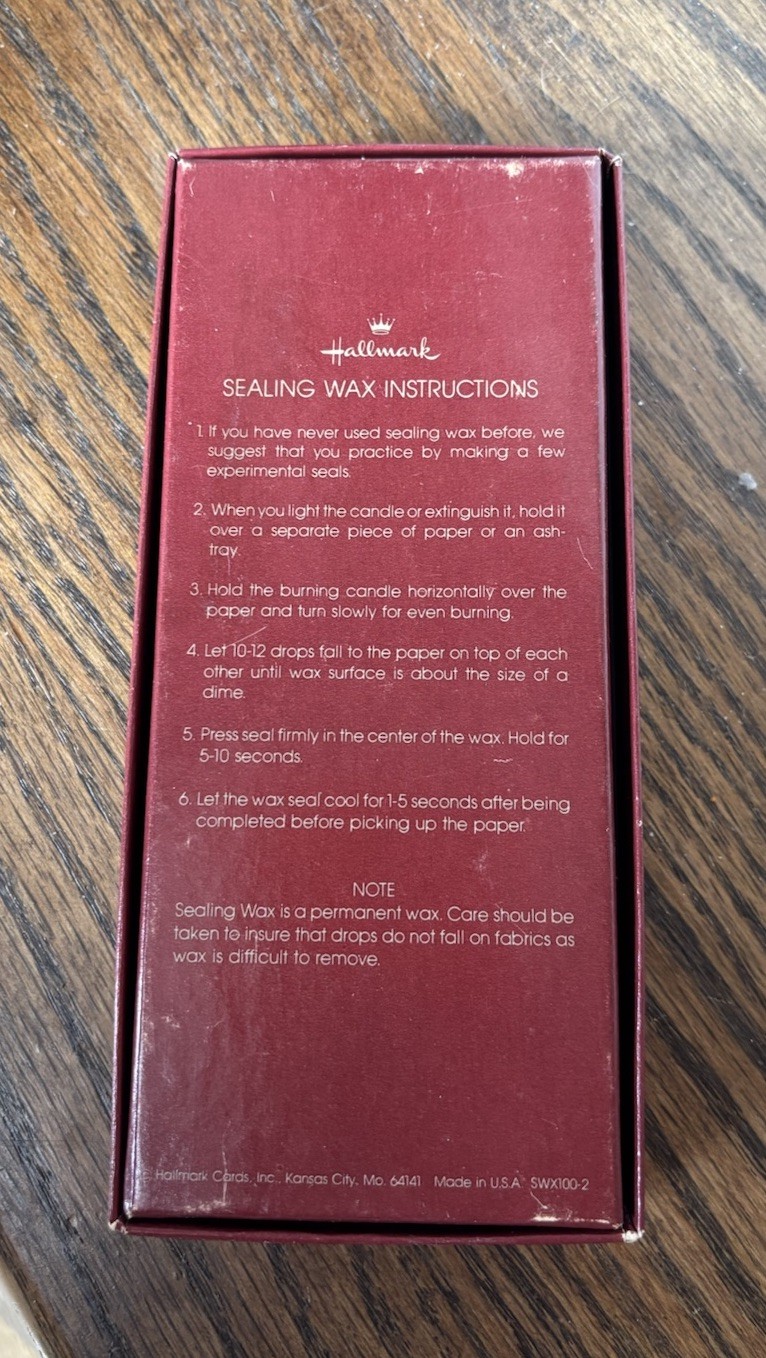 Hallmark
SEALING WAX INSTRUCTIONS
1. If you have never used sealing wax before, we
suggest that you practice by making a few
experimental seals.
2. When you light the candle or extinguish it, hold it
over a separate piece of paper or an ash-
tray.
3. Hold the burning candle horizontally over the
paper and turn slowly for even burning.
4. Let 10-12 drops fall to the paper on top of each
other until wax surface is about the size of a
dime.
5. Press seal firmly in the center of the wax. Hold for
5-10 seconds.
6. Let the wax seal cool for 1-5 seconds after being
completed before picking up the paper.
NOTE
Sealing Wax is a permanent wax. Care should be
taken to insure that drops do not fall on fabrics as
wax is difficult to remove.
© Hallmark Cards, Inc., Kansas City, Mo. 64141 Made in U.S.A. SWX100-2